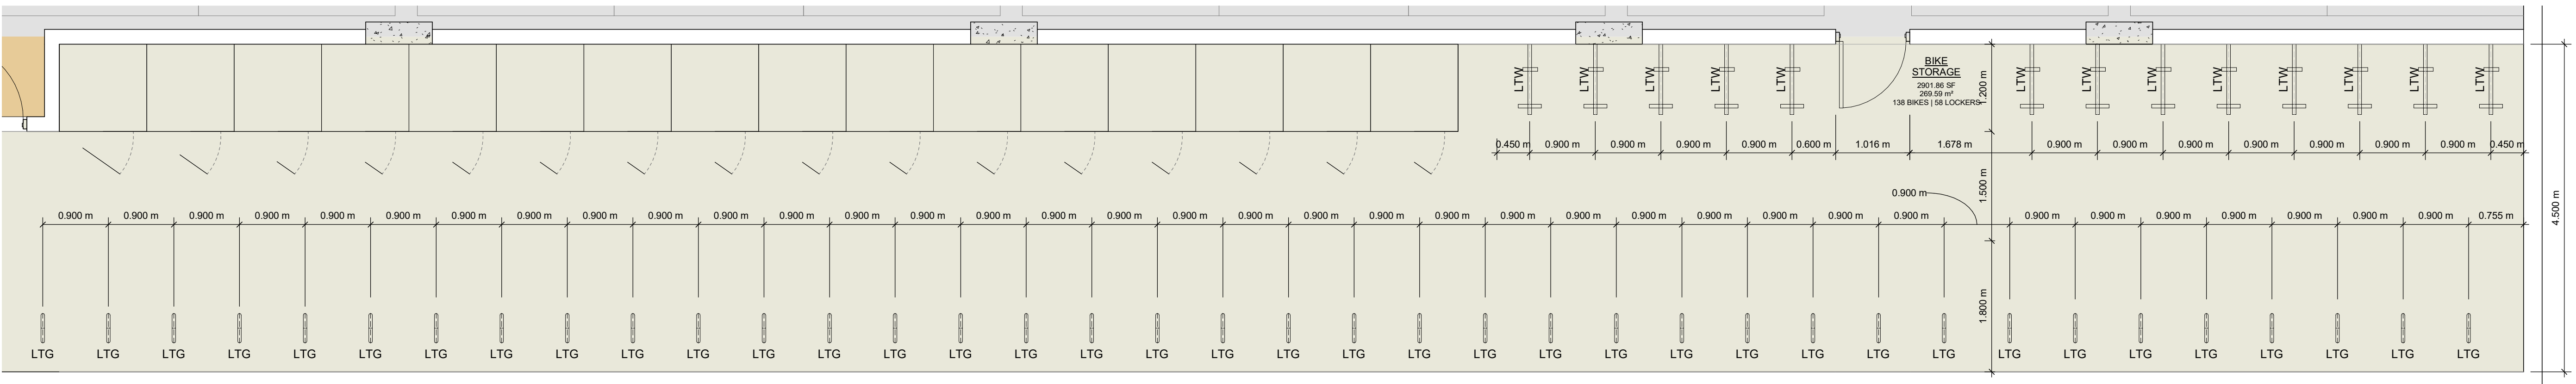 LTW LTW LTW LTW LTW
BIKE
STORAGE
2901.86 SF
269.59 m²
138 BIKES | 58 LOCKERS
1.200 m
LTW LTW LTW LTW LTW LTW LTW LTW
0.450 m 0.900 m 0.900 m 0.900 m 0.900 m 0.600 m 1.016 m 1.678 m 0.900 m 0.900 m 0.900 m 0.900 m 0.900 m 0.900 m 0.900 m 0.450 m
0.900 m
1.500 m
4.500 m
0.900 m 0.900 m 0.900 m 0.900 m 0.900 m 0.900 m 0.900 m 0.900 m 0.900 m 0.900 m 0.900 m 0.900 m 0.900 m 0.900 m 0.900 m 0.900 m 0.900 m 0.900 m 0.900 m 0.900 m 0.900 m 0.900 m 0.900 m 0.900 m 0.900 m 0.900 m 0.900 m 0.900 m 0.900 m 0.900 m 0.900 m 0.900 m 0.900 m 0.900 m 0.900 m 0.900 m 0.755 m
1.800 m
LTG LTG LTG LTG LTG LTG LTG LTG LTG LTG LTG LTG LTG LTG LTG LTG LTG LTG LTG LTG LTG LTG LTG LTG LTG LTG LTG LTG LTG LTG LTG LTG LTG LTG LTG LTG LTG LTG